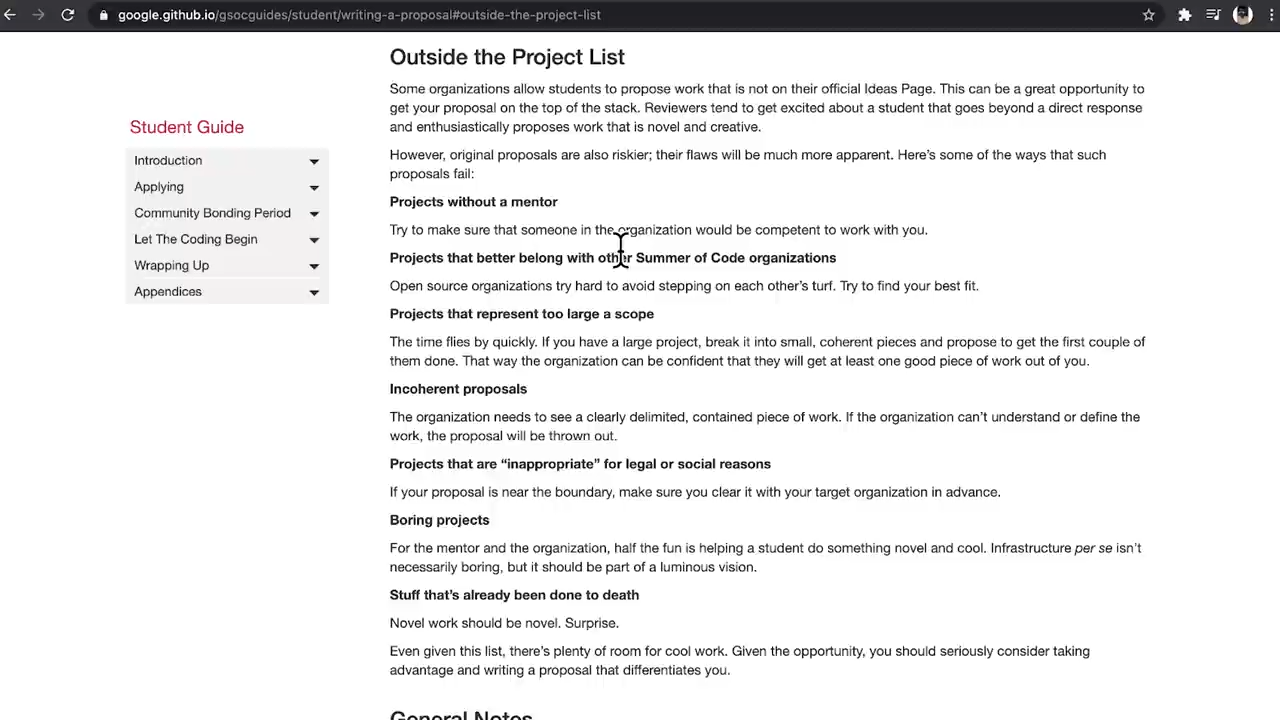 google.github.io/gsocguides/student/writing-a-proposal#outside-the-project-list
Outside the Project List
Some organizations allow students to propose work that is not on their official Ideas Page. This can be a great opportunity to
get your proposal on the top of the stack. Reviewers tend to get excited about a student that goes beyond a direct response
and enthusiastically proposes work that is novel and creative.
However, original proposals are also riskier; their flaws will be much more apparent. Here's some of the ways that such
proposals fail:
Projects without a mentor
Try to make sure that someone in the organization would be competent to work with you.
Projects that better belong with other Summer of Code organizations
Open source organizations try hard to avoid stepping on each other's turf. Try to find your best fit.
Projects that represent too large a scope
The time flies by quickly. If you have a large project, break it into small, coherent pieces and propose to get the first couple of
them done. That way the organization can be confident that they will get at least one good piece of work out of you.
Incoherent proposals
The organization needs to see a clearly delimited, contained piece of work. If the organization can't understand or define the
work, the proposal will be thrown out.
Projects that are “inappropriate” for legal or social reasons
If your proposal is near the boundary, make sure you clear it with your target organization in advance.
Boring projects
For the mentor and the organization, half the fun is helping a student do something novel and cool. Infrastructure per se isn't
necessarily boring, but it should be part of a luminous vision.
Stuff that's already been done to death
Novel work should be novel. Surprise.
Even given this list, there's plenty of room for cool work. Given the opportunity, you should seriously consider taking
advantage and writing a proposal that differentiates you.
General Notes
Student Guide
Introduction
Applying
Community Bonding Period
Let The Coding Begin
Wrapping Up
Appendices